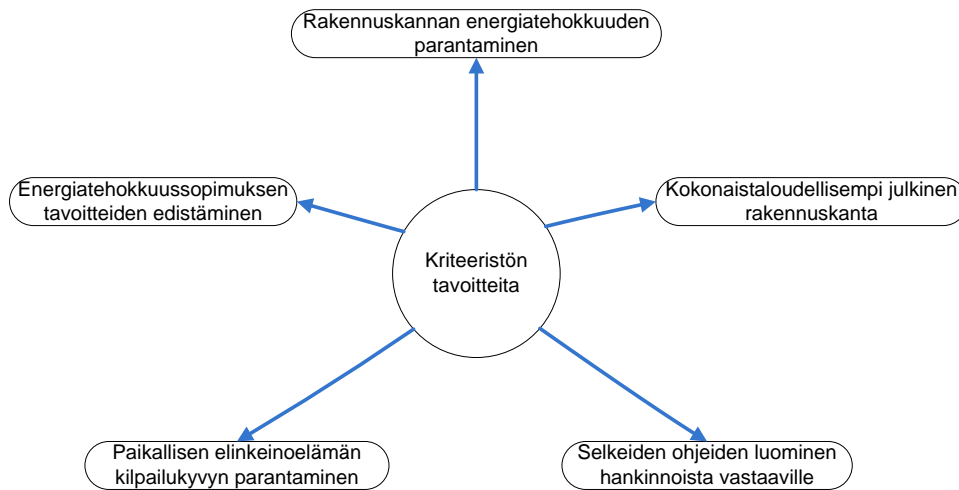 Rakennuskannan energiatehokkuuden
parantaminen
Energiatehokkuussopimuksen
tavoitteiden edistäminen
Kokonaistaloudellisempi julkinen
rakennuskanta
Kriteeristön
tavoitteita
Paikallisen elinkeinoelämän
kilpailukyvyn parantaminen
Selkeiden ohjeiden luominen
hankinnoista vastaaville